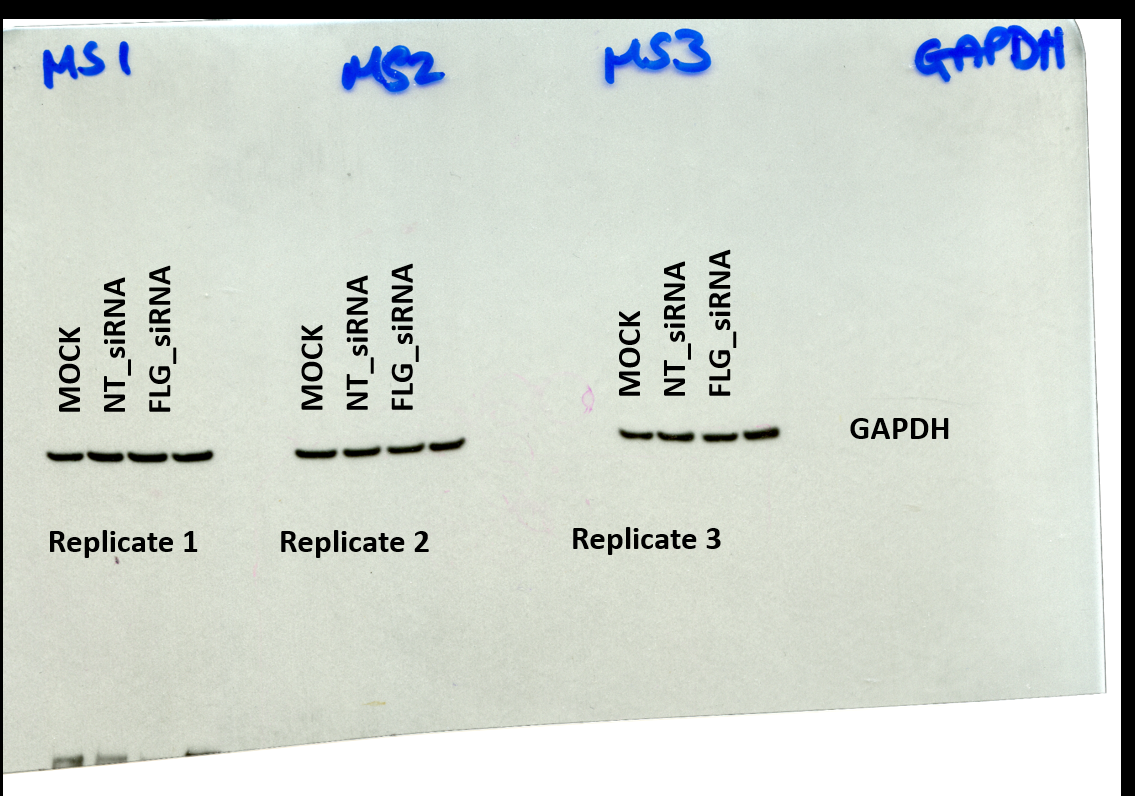 MS1 MS2 MS3 GAPDH
MOCK NT_siRNA FLG_siRNA MOCK NT_siRNA FLG_siRNA MOCK NT_siRNA FLG_siRNA
GAPDH
Replicate 1 Replicate 2 Replicate 3